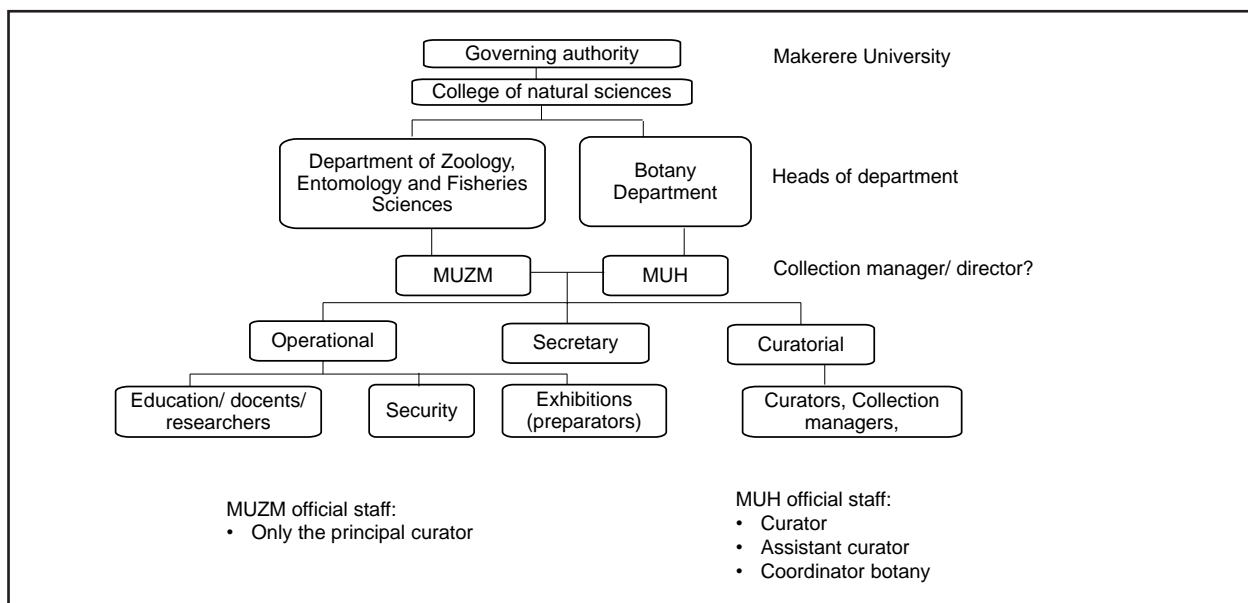 Governing authority
Makerere University
College of natural sciences
Department of Zoology,
Entomology and Fisheries
Sciences
Botany
Department
Heads of department
MUZM
MUH
Collection manager/ director?
Operational
Secretary
Curatorial
Education/ docents/
researchers
Security
Exhibitions
(preparators)
Curators, Collection
managers,
MUZM official staff:
• Only the principal curator
MUH official staff:
• Curator
• Assistant curator
• Coordinator botany